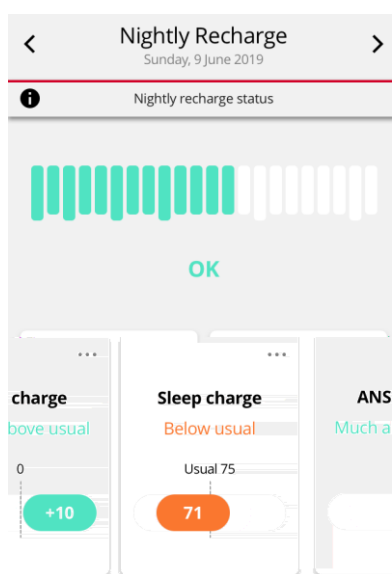 Nightly Recharge
Sunday, 9 June 2019
Nightly recharge status
OK
charge
bove usual
0
+10
Sleep charge
Below usual
Usual 75
71
ANS
Much a